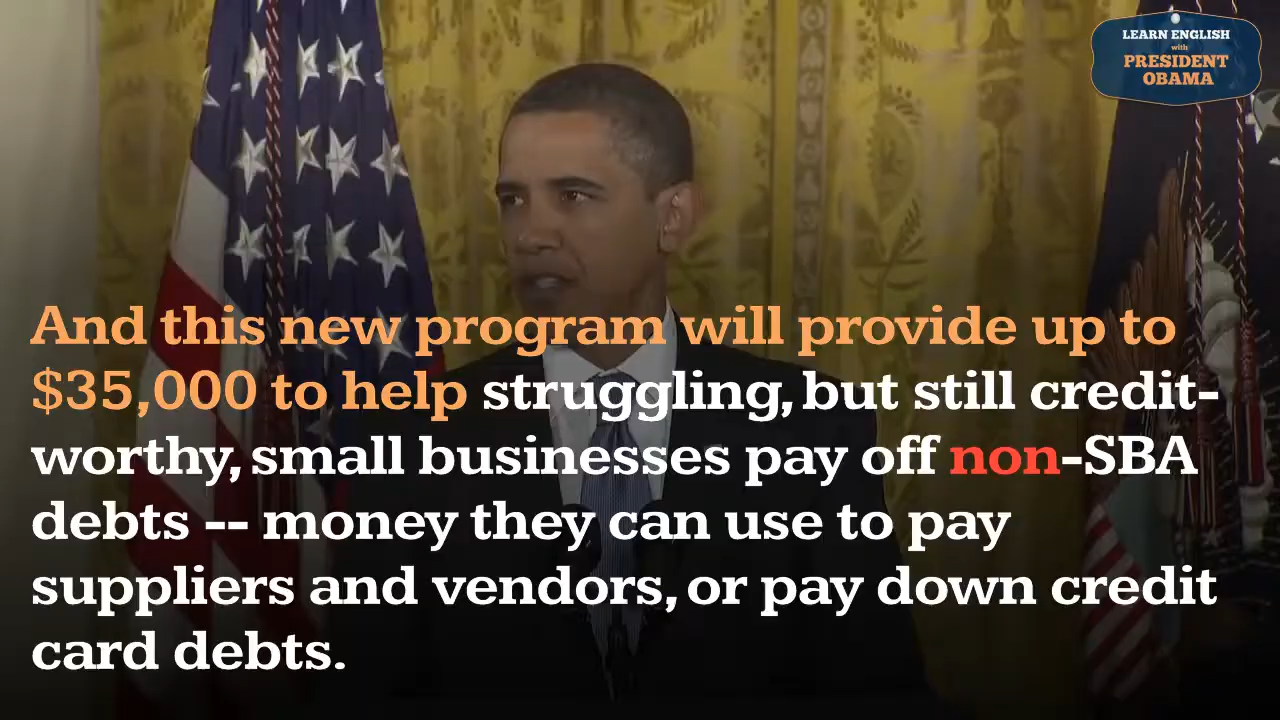 LEARN ENGLISH
with
PRESIDENT
OBAMA
And this new program will provide up to
$35,000 to help struggling, but still credit-
worthy, small businesses pay off non-SBA
debts -- money they can use to pay
suppliers and vendors, or pay down credit
card debts.